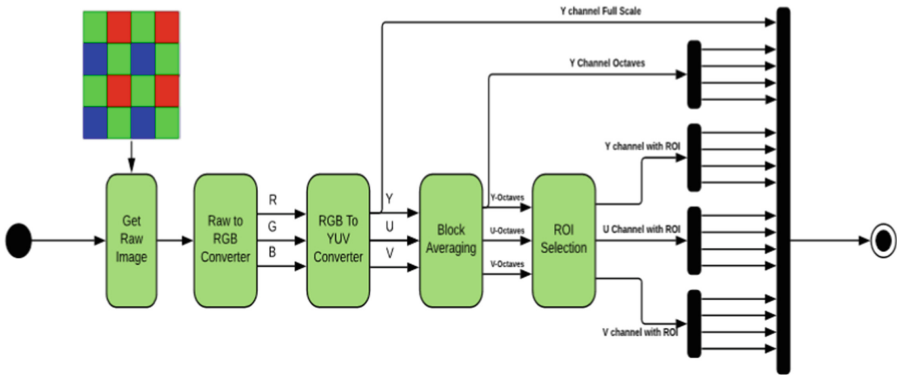 Y channel Full Scale
Y Channel Octaves
Y channel with ROI
Get
Raw
Image
Raw to
RGB
Converter
R
G
B
RGB To
YUV
Converter
Y
U
V
Block
Averaging
Y-Octaves
U-Octaves
V-Octaves
ROI
Selection
U Channel with ROI
V channel with ROI